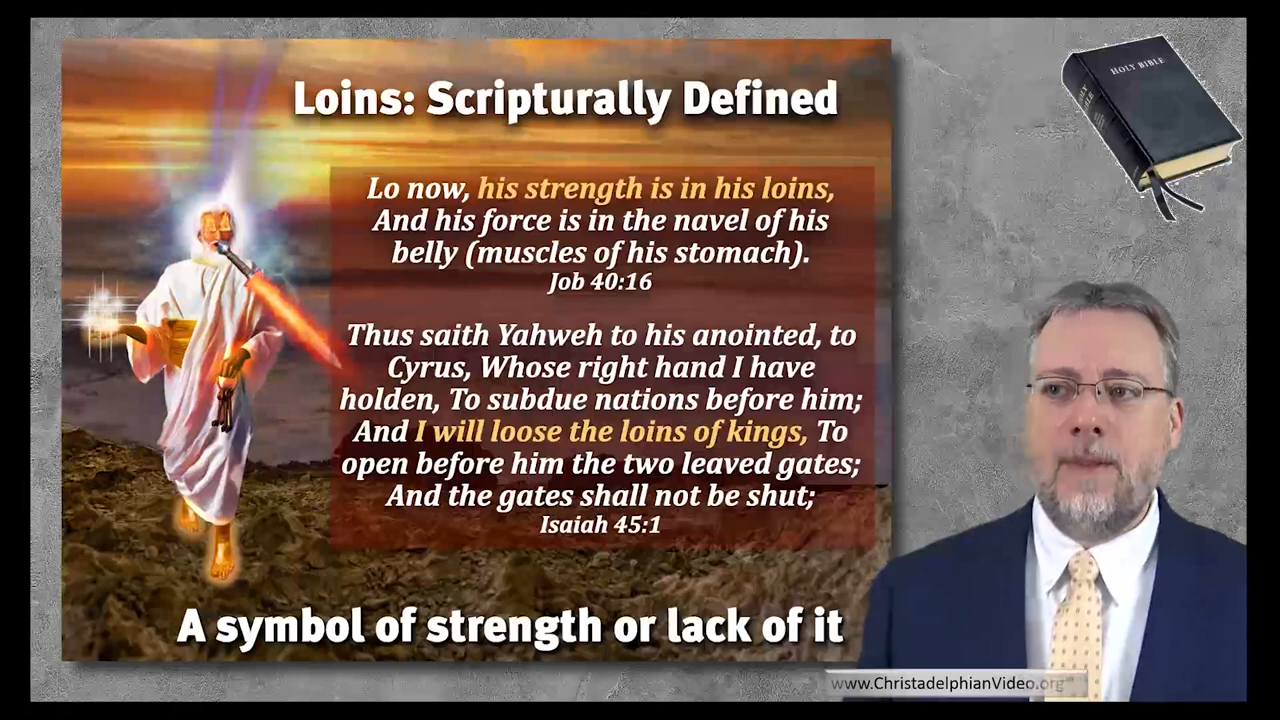 Loins: Scripturally Defined
HOLY BIBLE
Lo now, his strength is in his loins,
And his force is in the navel of his
belly (muscles of his stomach).
Job 40:16
Thus saith Yahweh to his anointed, to
Cyrus, Whose right hand I have
holden, To subdue nations before him;
And I will loose the loins of kings, To
open before him the two leaved gates;
And the gates shall not be shut;
Isaiah 45:1
A symbol of strength or lack of it
www.ChristadelphianVideo.org